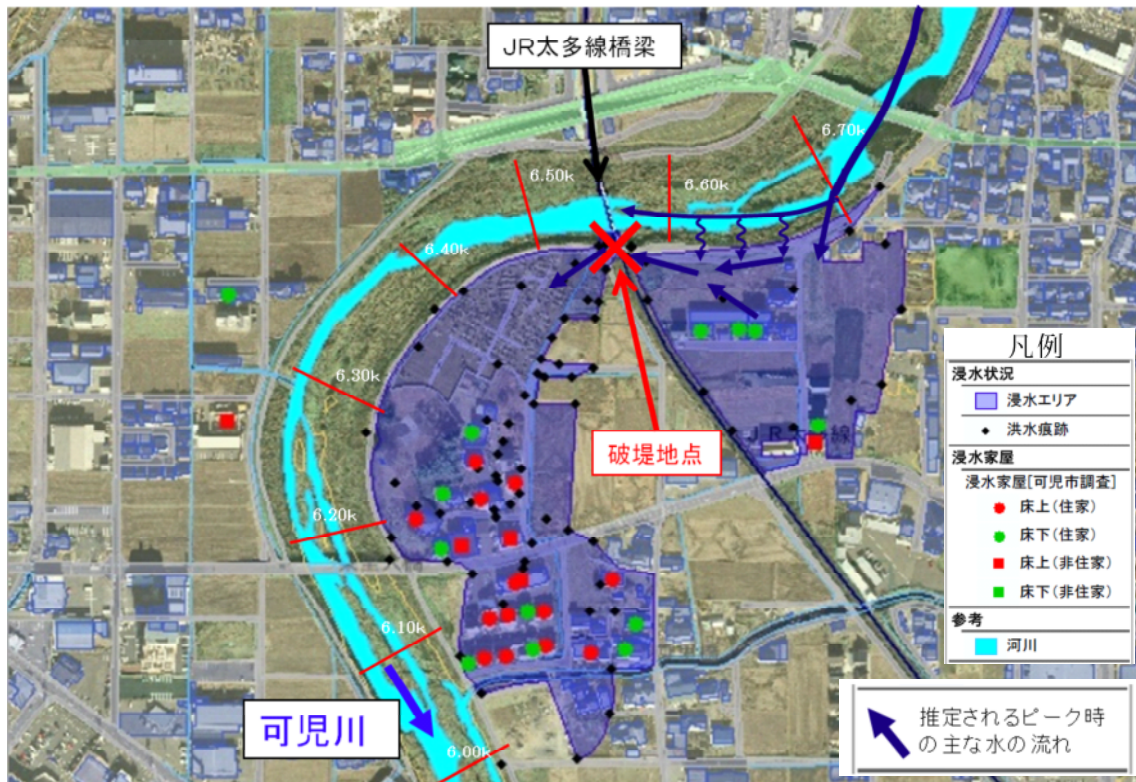 JR太多線橋梁
6.70k
6.60k
6.50k
6.40k
6.30k
6.20k
6.10k
6.00k
破堤地点
可児川
凡例
浸水状況
浸水エリア
洪水痕跡
浸水家屋
浸水家屋[可児市調査]
床上(住家)
床下(住家)
床上(非住家)
床下(非住家)
参考
河川
推定されるピーク時
の主な水の流れ